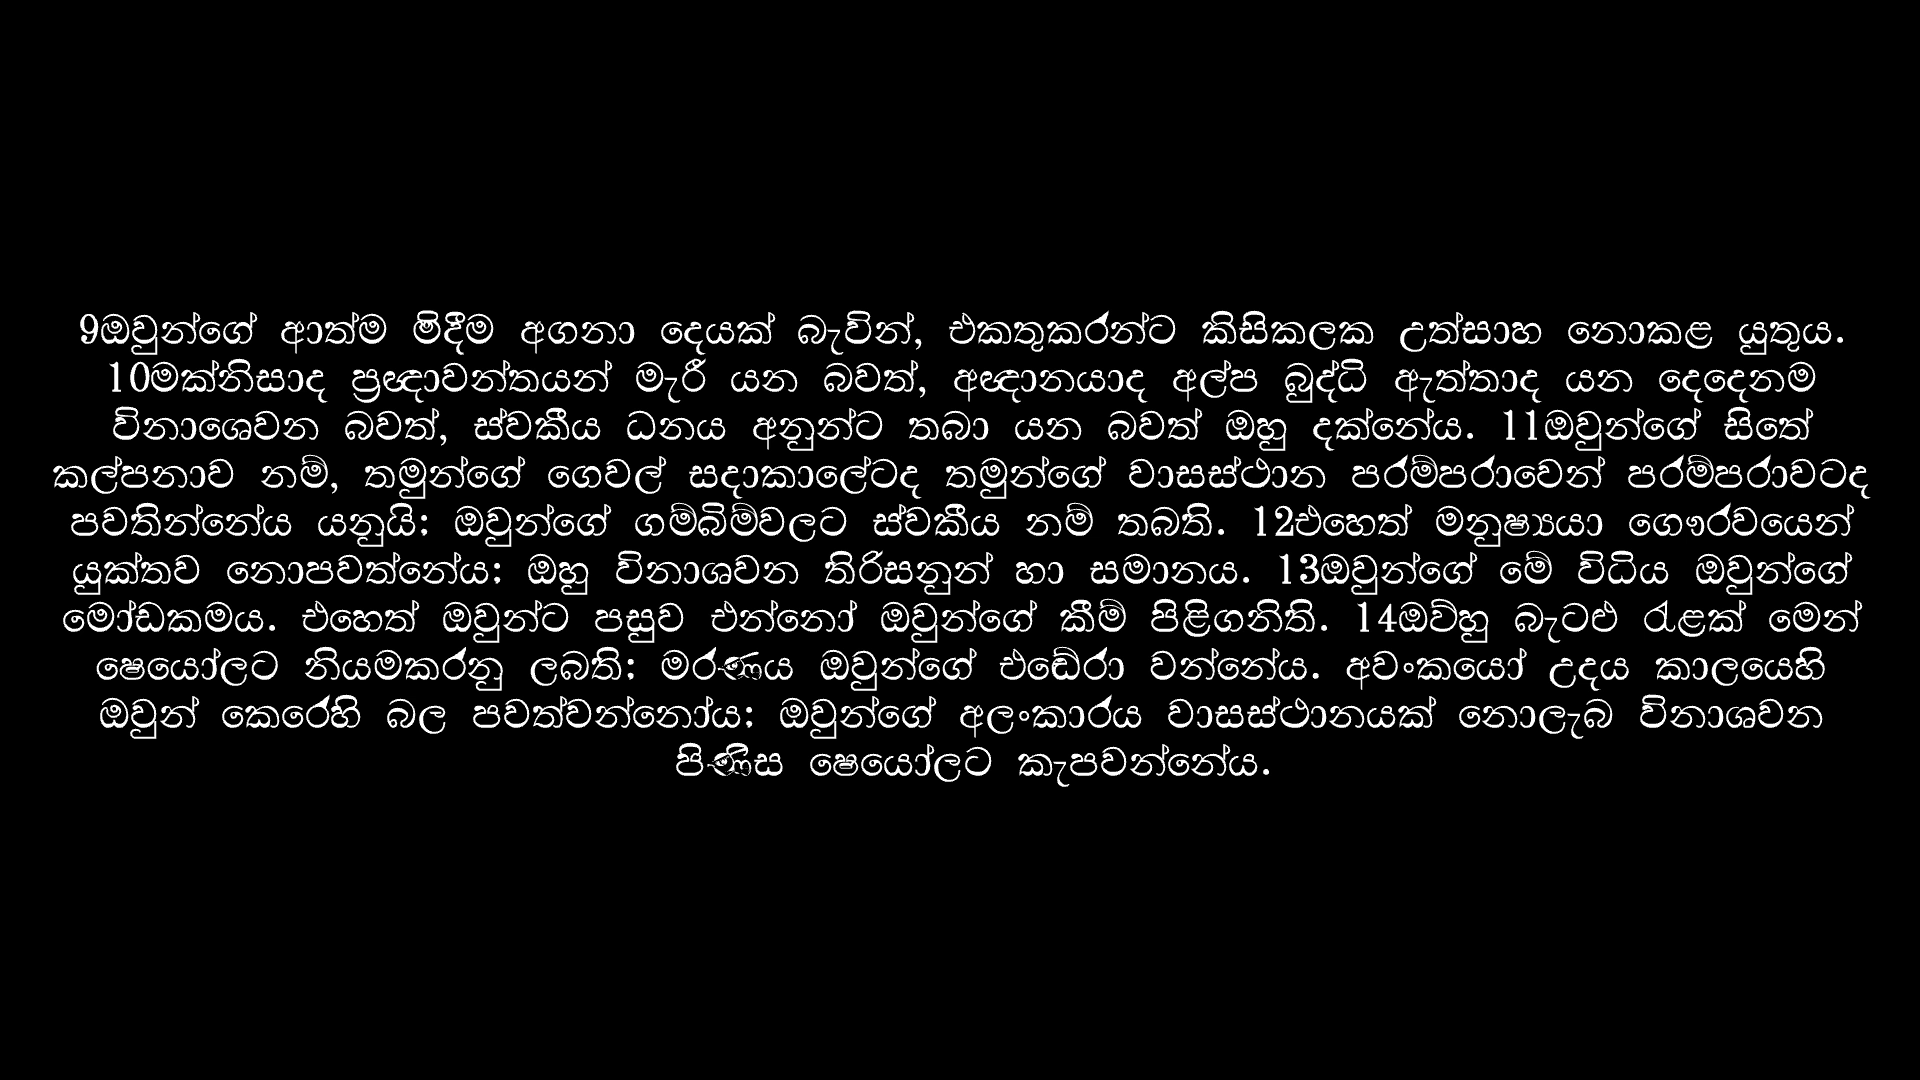 9ඔවුන්ගේ ආත්ම මිදීම අගනා දෙයක් බැවින්, එකතුකරන්ට කිසිකලක උත්සාහ නොකළ යුතුය.
10මක්නිසාද ප්‍රඥාවන්තයන් මැරී යන බවත්, අඥානයාද අල්ප බුද්ධි ඇත්තාද යන දෙදෙනම
විනාශෙවන බවත්, ස්වකීය ධනය අනුන්ට තබා යන බවත් ඔහු දක්නේය. 11ඔවුන්ගේ සිතේ
කල්පනාව නම්, තමුන්ගේ ගෙවල් සදාකාලේටද තමුන්ගේ වාසස්ථාන පරම්පරාවෙන් පරම්පරාවටද
පවතින්නේය යනුයි; ඔවුන්ගේ ගම්බිම්වලට ස්වකීය නම් තබති. 12එහෙත් මනුෂ්‍යයා ගෞරවයෙන්
යුක්තව නොපවත්නේය; ඔහු විනාශවන තිරිසනුන් හා සමානය. 13ඔවුන්ගේ මේ විධිය ඔවුන්ගේ
මෝඩකමය. එහෙත් ඔවුන්ට පසුව එන්නෝ ඔවුන්ගේ කීම් පිළිගනිති. 14ඔව්හු බැටළු රැළක් මෙන්
ෂෙයෝලට නියමකරනු ලබති; මරණය ඔවුන්ගේ එඬේරා වන්නේය. අවංකයෝ උදය කාලයෙහි
ඔවුන් කෙරෙහි බල පවත්වන්නෝය; ඔවුන්ගේ අලංකාරය වාසස්ථානයක් නොලැබ විනාශවන
පිණිස ෂෙයෝලට කැපවන්නේය.